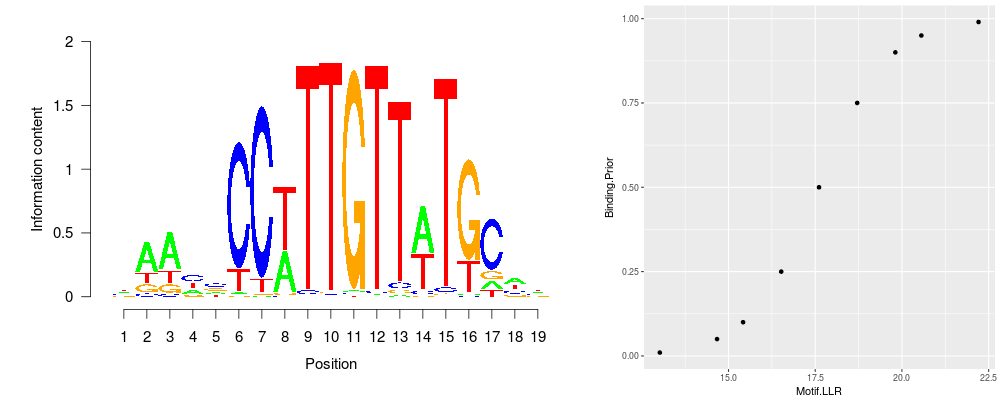 2
1.5
1
0.5
0
Information content
1 2 3 4 5 6 7 8 9 10 11 12 13 14 15 16 17 18 19
Position
A A C C T A T T G T T A T T G T C
1.00
0.75
0.50
0.25
0.00
Binding.Prior
15.0 17.5 20.0 22.5
Motif.LLR